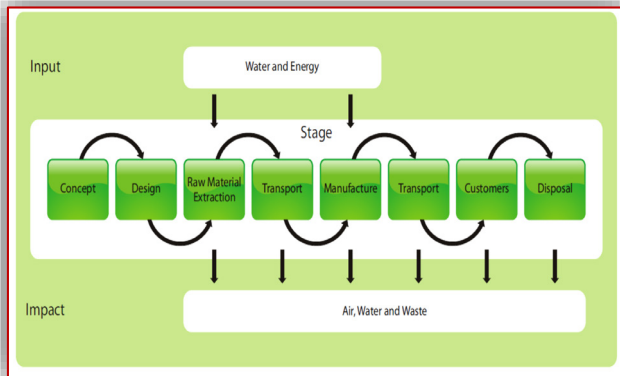 Input
Water and Energy
Stage
Concept
Design
Raw Material
Extraction
Transport
Manufacture
Transport
Customers
Disposal
Impact
Air, Water and Waste